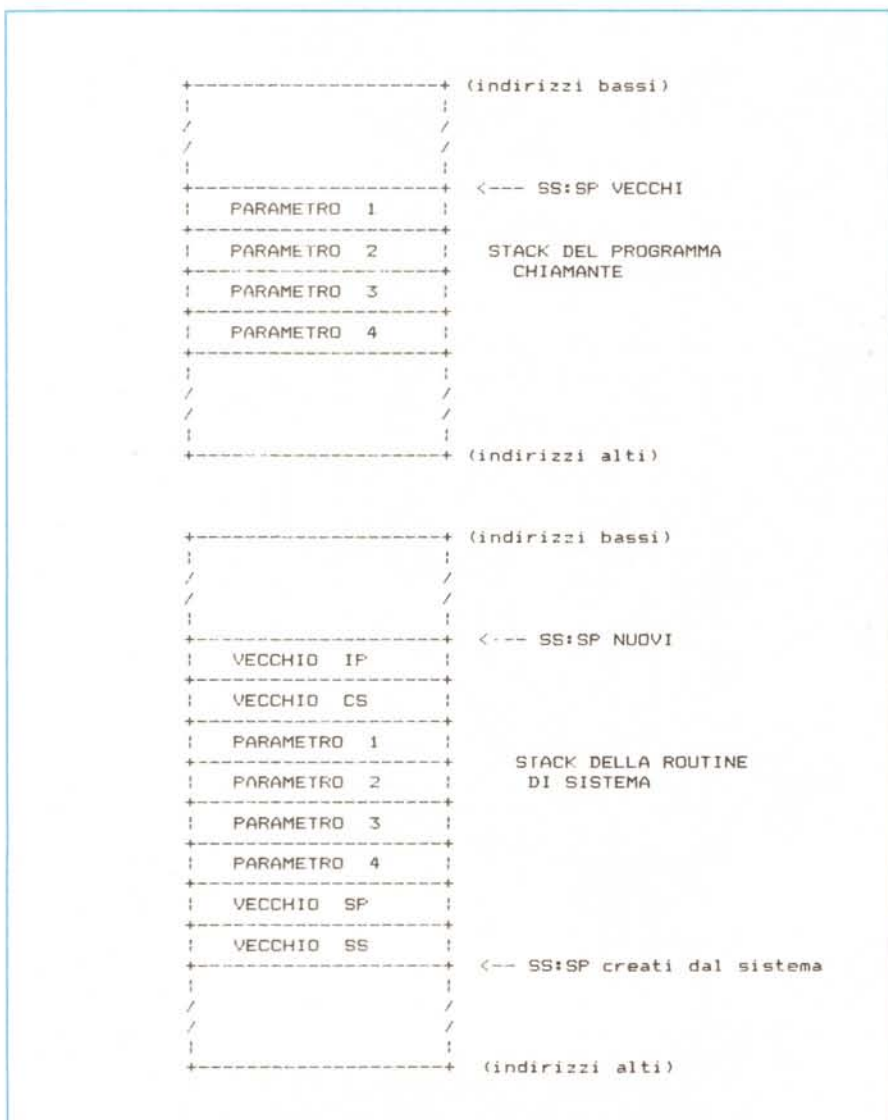 (indirizzi bassi)
<--- SS:SP VECCHI
PARAMETRO 1
PARAMETRO 2
STACK DEL PROGRAMMA
CHIAMANTE
PARAMETRO 3
PARAMETRO 4
(indirizzi alti)
(indirizzi bassi)
<--- SS:SP NUOVI
VECCHIO IP
VECCHIO CS
PARAMETRO 1
STACK DELLA ROUTINE
PARAMETRO 2
DI SISTEMA
PARAMETRO 3
PARAMETRO 4
VECCHIO SP
VECCHIO SS
<-- SS:SP creati dal sistema
(indirizzi alti)